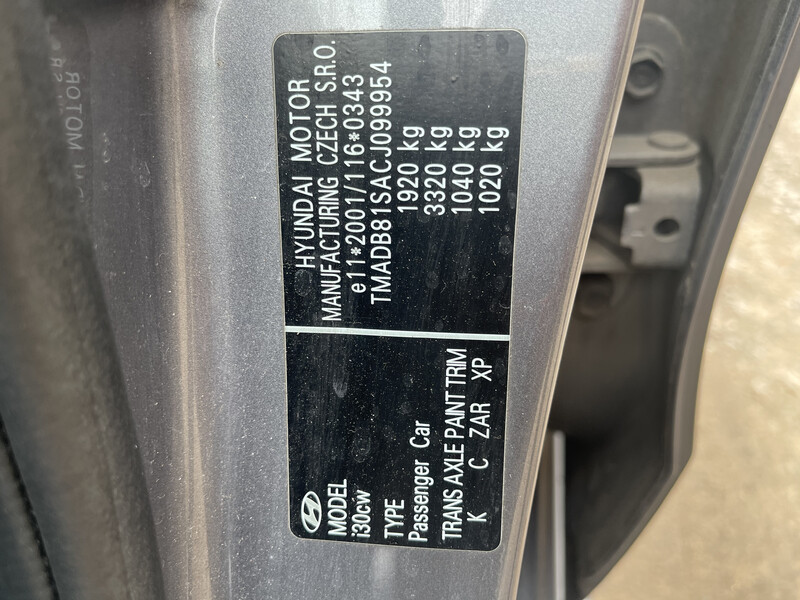 MODEL
i30cw
TYPE
Passenger Car
TRANS AXLE PAINT TRIM
K C ZAR XP
HYUNDAI MOTOR
MANUFACTURING CZECH S.R.O.
e11*2001/116*0343
TMADB81SACJ099954
1920 kg
3320 kg
1040 kg
1020 kg